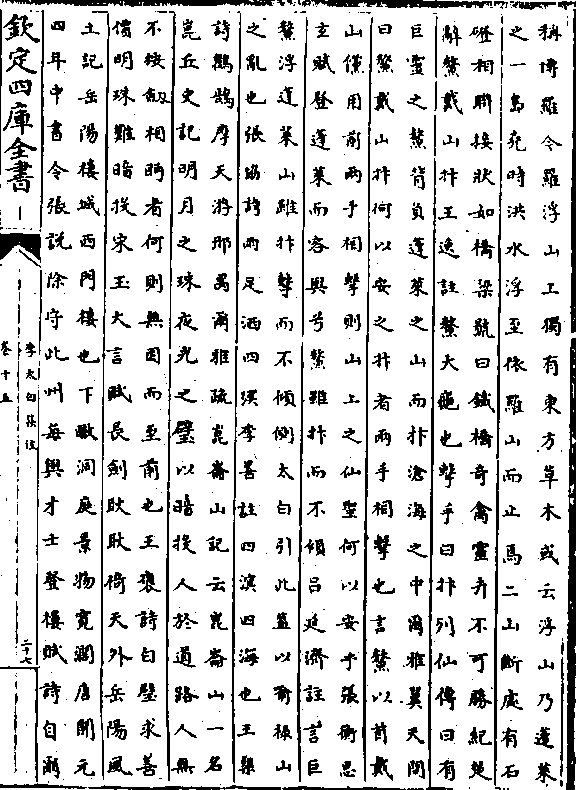 稱博羅令羅浮山上獨有東方草木或云浮山乃蓬萊
之一島堯時洪水浮至依羅山而止焉二山斷處有石
磴相聯接狀如橋梁號曰鐵橋奇禽靈卉不可勝紀楚
辭鰲戴山抃王逸註鰲大龜也擊手曰抃列仙傳曰有
巨靈之鰲背負蓬萊之山而抃滄海之中爾雅翼天問
曰鰲戴山抃何以安之抃者兩手相擊也言鰲以首戴
山僅用前兩手相擊則山上之仙聖何以安乎張衡思
玄賦登蓬萊而容與兮鰲雖抃而不傾呂延濟註言巨
鰲浮蓬萊山雖抃擊而不傾側太白引此蓋以喻祿山
之亂也張協詩雨足洒四溟李善註四溟四海也王粲
詩鸛鵠摩天游邢昺爾雅疏崑崙山記云崑崙山一名
崑丘史記明月之珠夜光之璧以暗投人於道路人無
不按劍相眄者何則無因而至前也王褒詩白璧求善
價明珠難暗投宋玉大言賦長劍耿耿倚天外岳陽風
土記岳陽樓城西門樓也下瞰洞庭景物寬濶唐開元
四年中書令張說除守此州每與才士登樓賦詩自爾
欽定四庫全書
李太白集注
卷十五
二十七